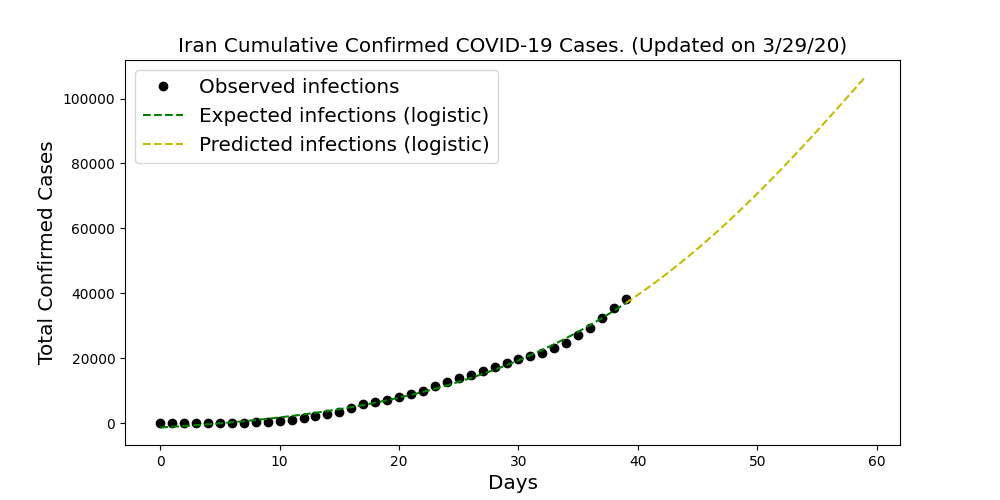 Iran Cumulative Confirmed COVID-19 Cases. (Updated on 3/29/20)
Observed infections
Expected infections (logistic)
Predicted infections (logistic)
Total Confirmed Cases
100000
80000
60000
40000
20000
0
0 10 20 30 40 50 60
Days